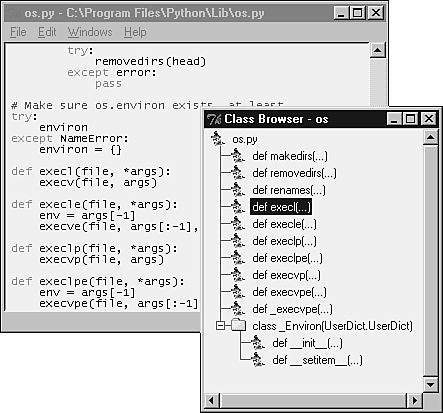 os.py - C:\Program Files\Python\Lib\os.py
File Edit Windows Help
try:
removedirs(head)
except error:
pass
# Make sure os.environ exists, at least
try:
environ
except NameError:
environ = {}
def execl(file, *args):
execv(file, args)
def execle(file, *args):
env = args[-1]
execve(file, args[:-1],
def execlp(file, *args):
execvp(file, args)
def execlpe(file, *args):
env = args[-1]
execvpe(file, args[:-1]
Class Browser - os
os.py
def makedirs(...)
def removedirs(...)
def renames(...)
def execl(...)
def execle(...)
def execlp(...)
def execlpe(...)
def execvp(...)
def execvpe(...)
def _execvpe(...)
class _Environ(UserDict.UserDict)
def __init__(...)
def __setitem__(...)